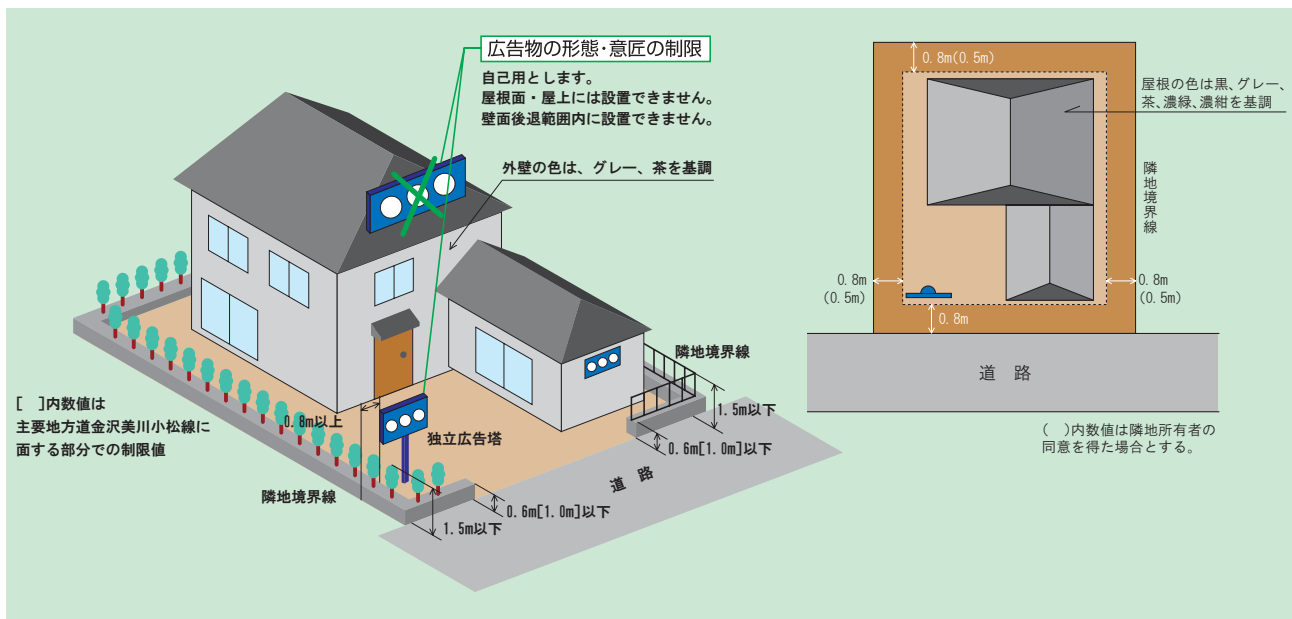 広告物の形態・意匠の制限
自己用とします。
屋根面・屋上には設置できません。
壁面後退範囲内に設置できません。
外壁の色は、グレー、茶を基調
隣地境界線
1.5m以下
0.6m[1.0m]以下
道 路
[ ]内数値は
主要地方道金沢美川小松線に
面する部分での制限値
0.8m以上
独立広告塔
隣地境界線
0.6m[1.0m]以下
1.5m以下
0.8m(0.5m)
屋根の色は黒、グレー、
茶、濃緑、濃紺を基調
隣地境界線
0.8m
(0.5m)
0.8m
(0.5m)
0.8m
道 路
( )内数値は隣地所有者の
同意を得た場合とする。